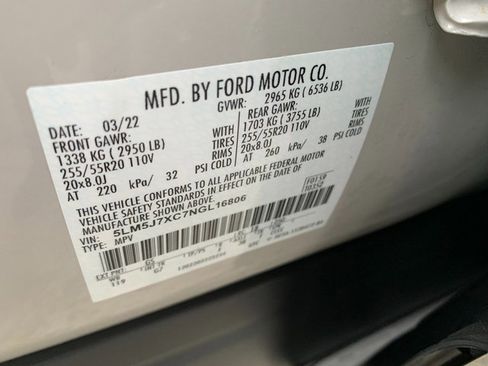 MFD. BY FORD MOTOR CO.
DATE: 03/22 GVWR: 2965 KG ( 6536 LB)
FRONT GAWR: REAR GAWR:
1338 KG ( 2950 LB) 1703 KG ( 3755 LB) WITH
255/55R20 110V WITH TIRES 255/55R20 110V TIRES
20x8.0J RIMS 20x8.0J RIMS
AT 220 kPa/ 32 PSI COLD AT 260 kPa/ 38 PSI COLD
THIS VEHICLE CONFORMS TO ALL APPLICABLE FEDERAL MOTOR
VEHICLE SAFETY STANDARDS IN EFFECT ON THE DATE OF
MANUFACTURE SHOWN ABOVE.
VIN: 5LM5J7XC7NGL16806
TYPE: MPV
EXT PNT:
119